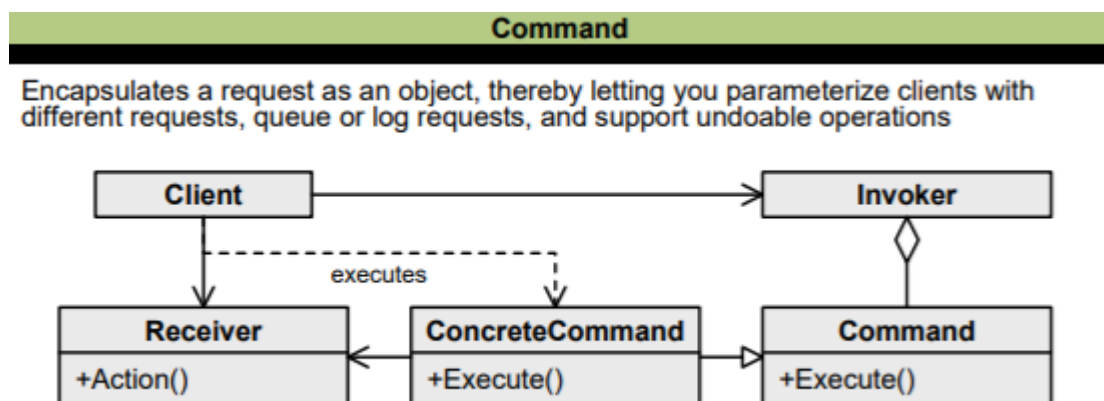 Command
Encapsulates a request as an object, thereby letting you parameterize clients with
different requests, queue or log requests, and support undoable operations
Client
Invoker
executes
Receiver
ConcreteCommand
Command
+Action()
+Execute()
+Execute()